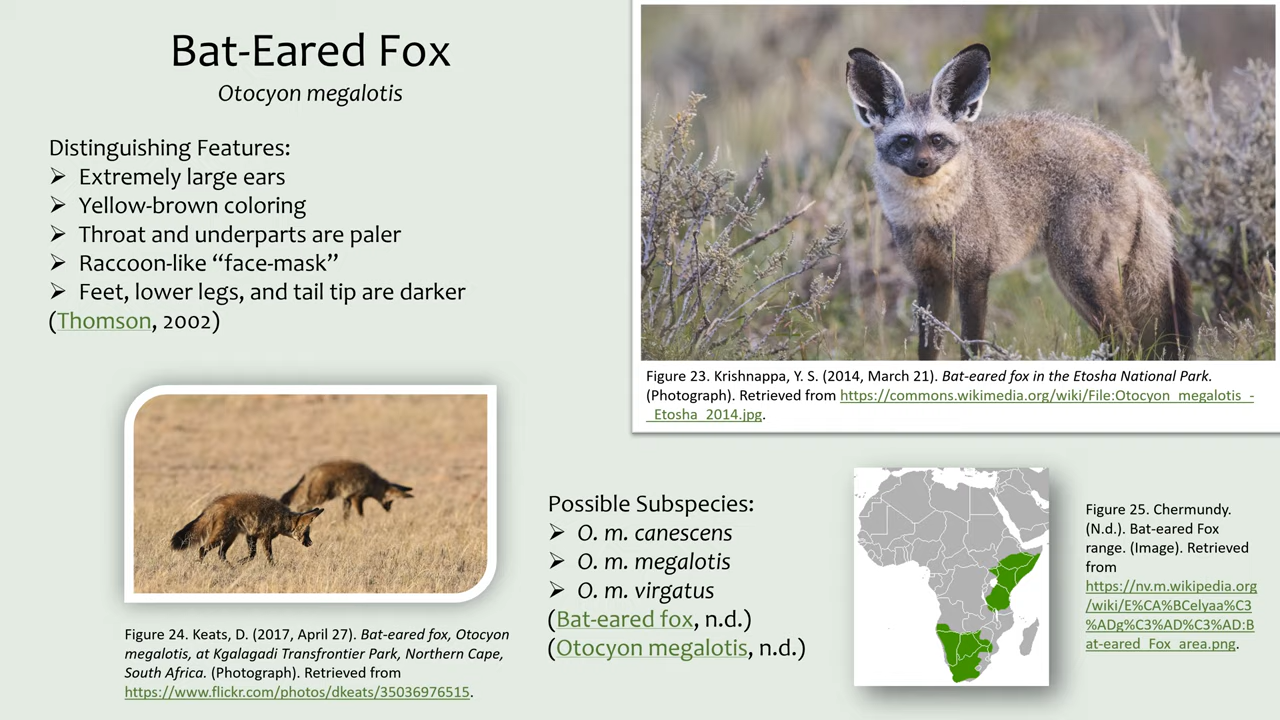 Bat-Eared Fox
Otocyon megalotis
Distinguishing Features:
➢ Extremely large ears
➢ Yellow-brown coloring
➢ Throat and underparts are paler
➢ Raccoon-like “face-mask”
➢ Feet, lower legs, and tail tip are darker
(Thomson, 2002)
Figure 23. Krishnappa, Y. S. (2014, March 21). Bat-eared fox in the Etosha National Park.
(Photograph). Retrieved from https://commons.wikimedia.org/wiki/File:Otocyon_megalotis_-
_Etosha_2014.jpg.
Figure 24. Keats, D. (2017, April 27). Bat-eared fox, Otocyon
megalotis, at Kgalagadi Transfrontier Park, Northern Cape,
South Africa. (Photograph). Retrieved from
https://www.flickr.com/photos/dkeats/35036976515.
Possible Subspecies:
➢ O. m. canescens
➢ O. m. megalotis
➢ O. m. virgatus
(Bat-eared fox, n.d.)
(Otocyon megalotis, n.d.)
Figure 25. Chermundy.
(N.d.). Bat-eared Fox
range. (Image). Retrieved
from
https://nv.m.wikipedia.org
/wiki/E%CA%BCelyaa%C3
%ADg%C3%AD%C3%AD:B
at-eared_Fox_area.png.